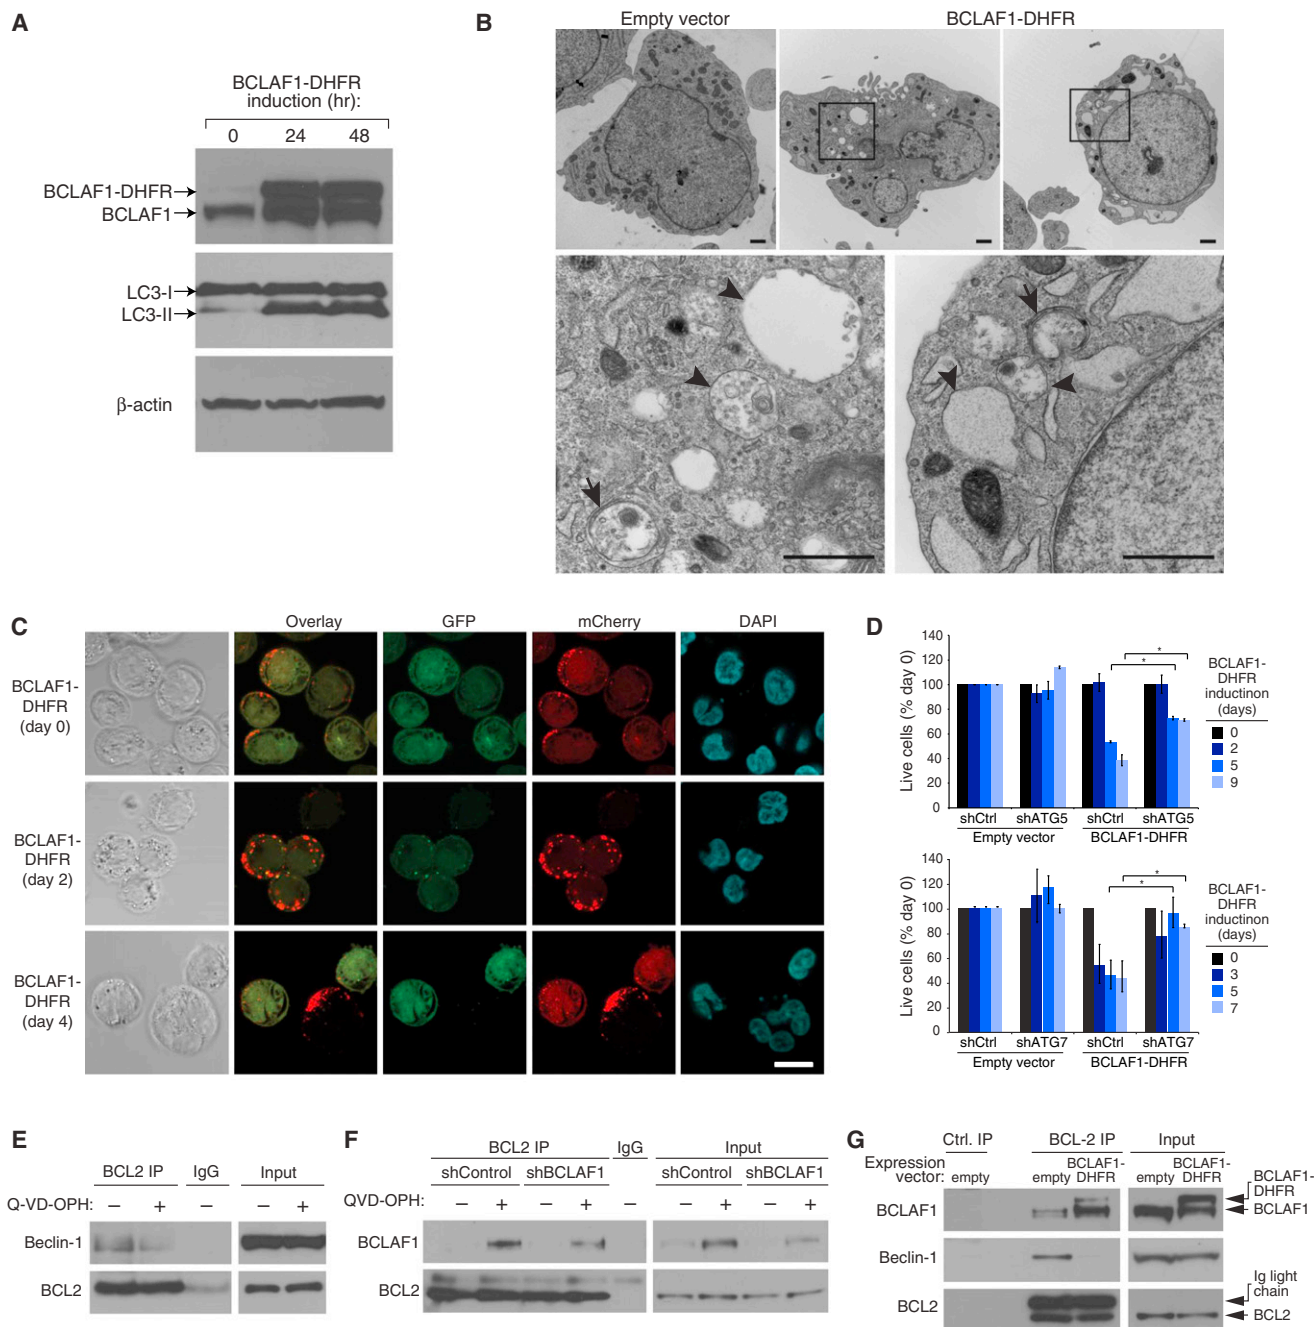 A
BCLAF1-DHFR
induction (hr):
0 24 48
BCLAF1-DHFR
BCLAF1
LC3-I
LC3-II
β-actin
B
Empty vector
BCLAF1-DHFR
C
Overlay GFP mCherry DAPI
BCLAF1-
DHFR
(day 0)
BCLAF1-
DHFR
(day 2)
BCLAF1-
DHFR
(day 4)
D
Live cells (% day 0)
140
120
100
80
60
40
20
0
shCtrl shATG5 shCtrl shATG5
Empty vector BCLAF1-DHFR
* *
BCLAF1-
DHFR
inductinon
(days)
0
2
5
9
Live cells (% day 0)
140
120
100
80
60
40
20
0
shCtrl shATG7 shCtrl shATG7
Empty vector BCLAF1-DHFR
* *
BCLAF1-
DHFR
inductinon
(days)
0
3
5
7
E
BCL2 IP IgG Input
Q-VD-OPH: – + – – +
Beclin-1
BCL2
F
BCL2 IP IgG Input
shControl shBCLAF1 shControl shBCLAF1
QVD-OPH: – + – + – – + – +
BCLAF1
BCL2
G
Ctrl. IP BCL-2 IP Input
Expression
vector:
empty empty BCLAF1-
DHFR empty BCLAF1-
DHFR
BCLAF1
Beclin-1
BCL2
BCLAF1-
DHFR
BCLAF1
Ig light
chain
BCL2